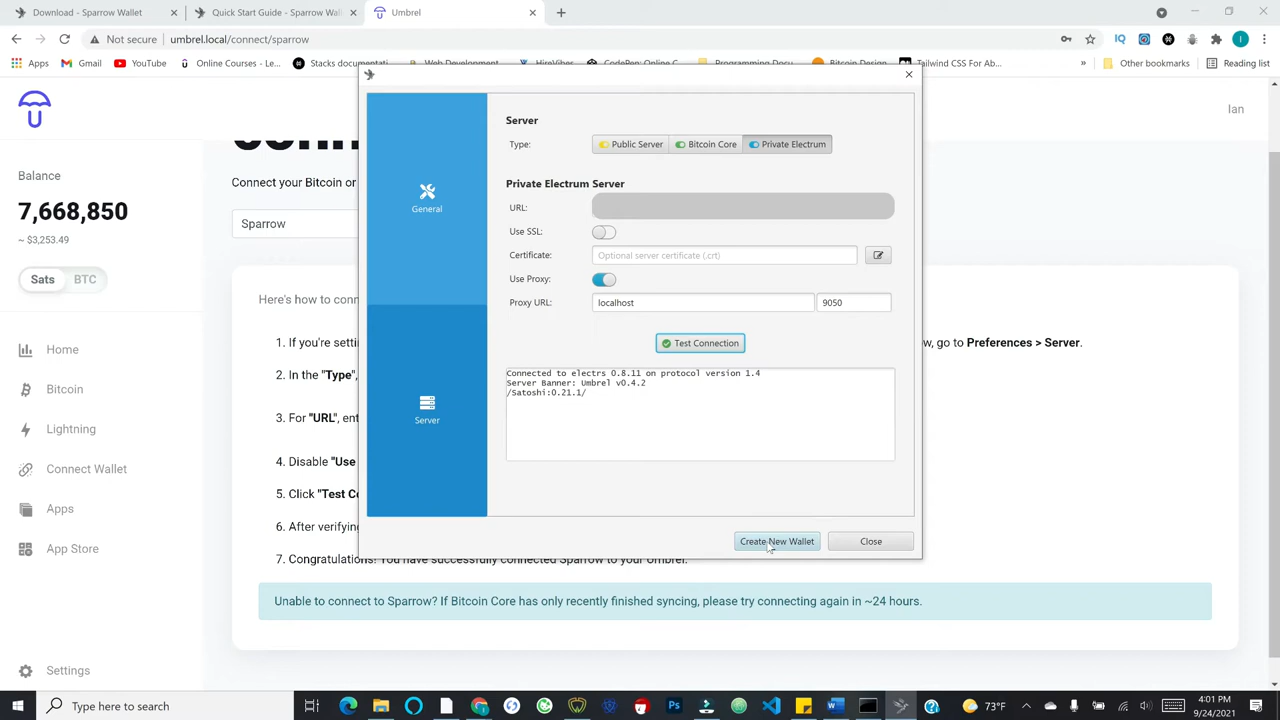 Download - Sparrow Wallet
Quick Start Guide - Sparrow Wall
Umbrel
Not secure
umbrel.local/connect/sparrow
Apps
Gmail
YouTube
Online Courses - Le...
Stacks documentati...
Web Development
HireVibes
CodePen: Online C...
Programming Docu...
Bitcoin Design
Tailwind CSS For Ab...
Other bookmarks
Reading list
Ian
Server
Type:
Public Server
Bitcoin Core
Private Electrum
Private Electrum Server
URL:
Use SSL:
Certificate:
Optional server certificate (.crt)
Use Proxy:
Proxy URL:
localhost
9050
Test Connection
Connected to electrs 0.8.11 on protocol version 1.4
Server Banner: Umbrel v0.4.2
/Satoshi:0.21.1/
General
Server
Create New Wallet
Close
Balance
7,668,850
~ $3,253.49
Sats
BTC
Home
Bitcoin
Lightning
Connect Wallet
Apps
App Store
Settings
Connect your Bitcoin or
Sparrow
Here's how to conn
1. If you're setti
w, go to Preferences > Server.
2. In the "Type",
3. For "URL", ent
4. Disable "Use
5. Click "Test Co
6. After verifying
7. Congratulations! You have successfully connected Sparrow to your Umbrel.
Unable to connect to Sparrow? If Bitcoin Core has only recently finished syncing, please try connecting again in ~24 hours.
Type here to search
73°F
4:01 PM
9/24/2021